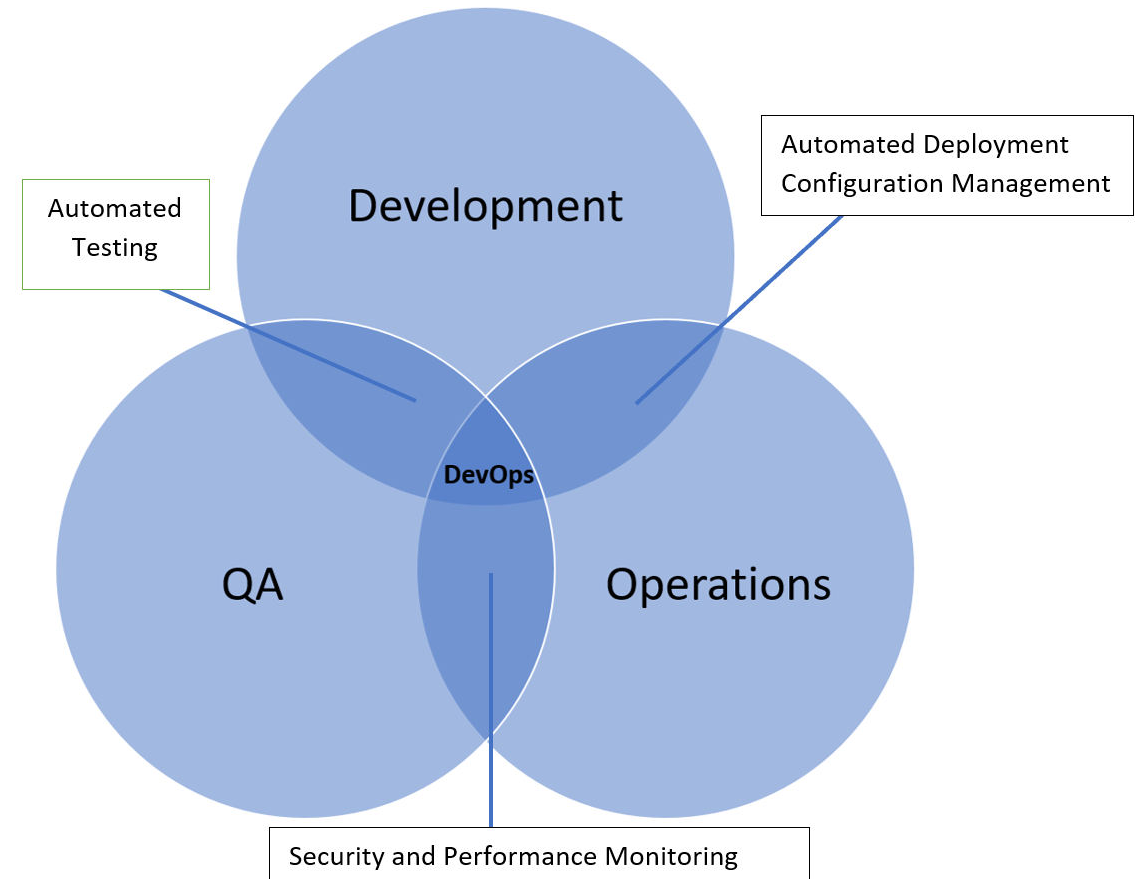 Development
Automated Deployment
Configuration Management
Automated
Testing
DevOps
QA
Operations
Security and Performance Monitoring